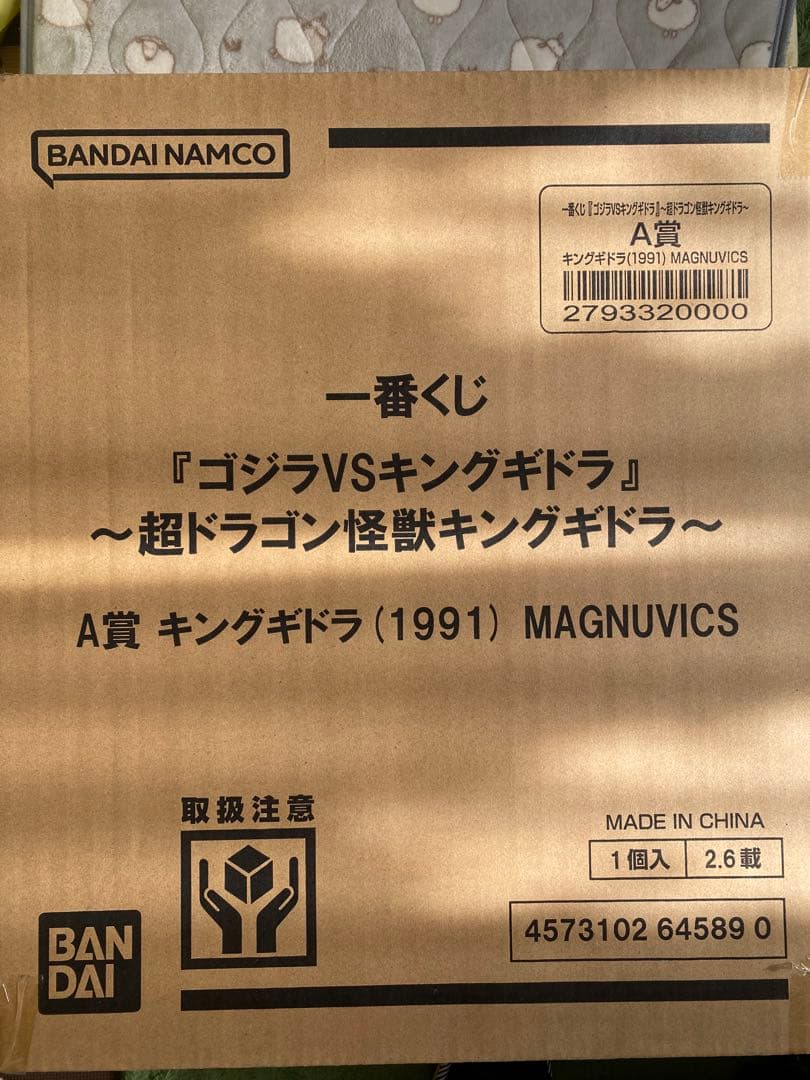 BANDAI NAMCO
一番くじ『ゴジラVSキングギドラ』～超ドラゴン怪獣キングギドラ～
A賞
キングギドラ(1991) MAGNUVICS
2793320000
一番くじ
『ゴジラVSキングギドラ』
～超ドラゴン怪獣キングギドラ～
A賞 キングギドラ(1991) MAGNUVICS
取扱注意
MADE IN CHINA
1個入 2.6載
4573102 64589 0
BAN
DAI